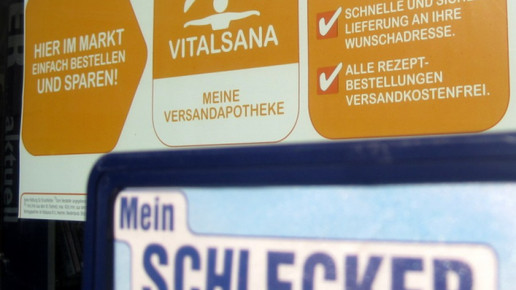 HIER IM MARKT
EINFACH BESTELLEN
UND SPAREN!
VITALSANA
MEINE
VERSANDAPOTHEKE
SCHNELLE UND
LIEFERUNG AN IHRE
WUNSCHADRESSE.
ALLE REZEPT-
BESTELLUNGEN
VERSANDKOSTENFREI.
aktuell
Mein
SCHLECKER